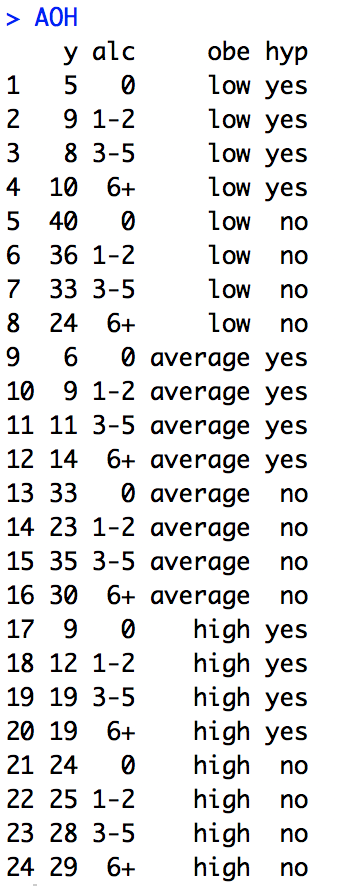 > AOH
    y alc     obe hyp
1   5   0     low yes
2   9 1-2     low yes
3   8 3-5     low yes
4  10  6+     low yes
5  40   0     low  no
6  36 1-2     low  no
7  33 3-5     low  no
8  24  6+     low  no
9   6   0 average yes
10  9 1-2 average yes
11 11 3-5 average yes
12 14  6+ average yes
13 33   0 average  no
14 23 1-2 average  no
15 35 3-5 average  no
16 30  6+ average  no
17  9   0    high yes
18 12 1-2    high yes
19 19 3-5    high yes
20 19  6+    high yes
21 24   0    high  no
22 25 1-2    high  no
23 28 3-5    high  no
24 29  6+    high  no